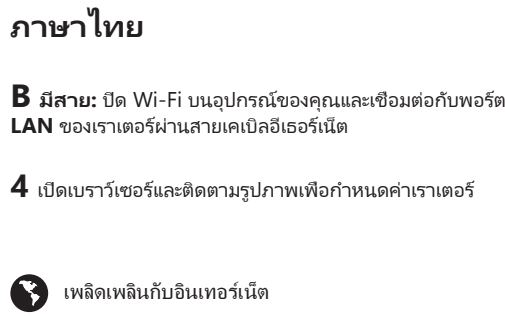 ภาษาไทย
B มีสาย: ปิด Wi-Fi บนอุปกรณ์ของคุณและเชื่อมต่อกับพอร์ต
LAN ของเราเตอร์ผ่านสายเคเบิลอีเธอร์เน็ต
4 เปิดเบราว์เซอร์และติดตามรูปภาพเพื่อกำหนดค่าเราเตอร์
เพลิดเพลินกับอินเทอร์เน็ต